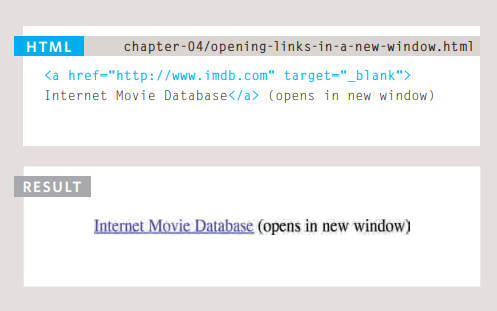 HTML
chapter-04/opening-links-in-a-new-window.html
<a href="http://www.imdb.com" target="_blank">
Internet Movie Database</a> (opens in new window)
RESULT
Internet Movie Database (opens in new window)